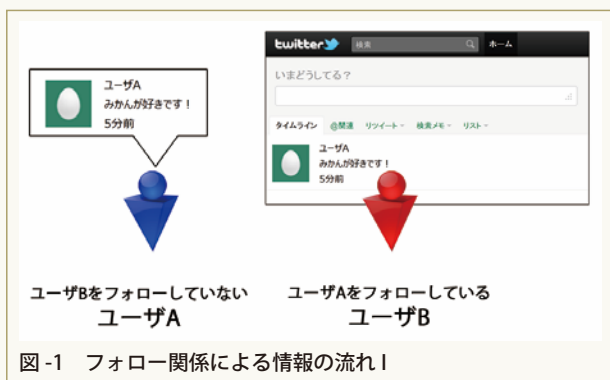 ユーザA
みかんが好きです！
5分前
twitter
検索
ホーム
いまどうしてる？
タイムライン @関連 リツイート 検索メモ リスト
ユーザA
みかんが好きです！
5分前
ユーザBをフォローしていない
ユーザA
ユーザAをフォローしている
ユーザB
図-1 フォロー関係による情報の流れI